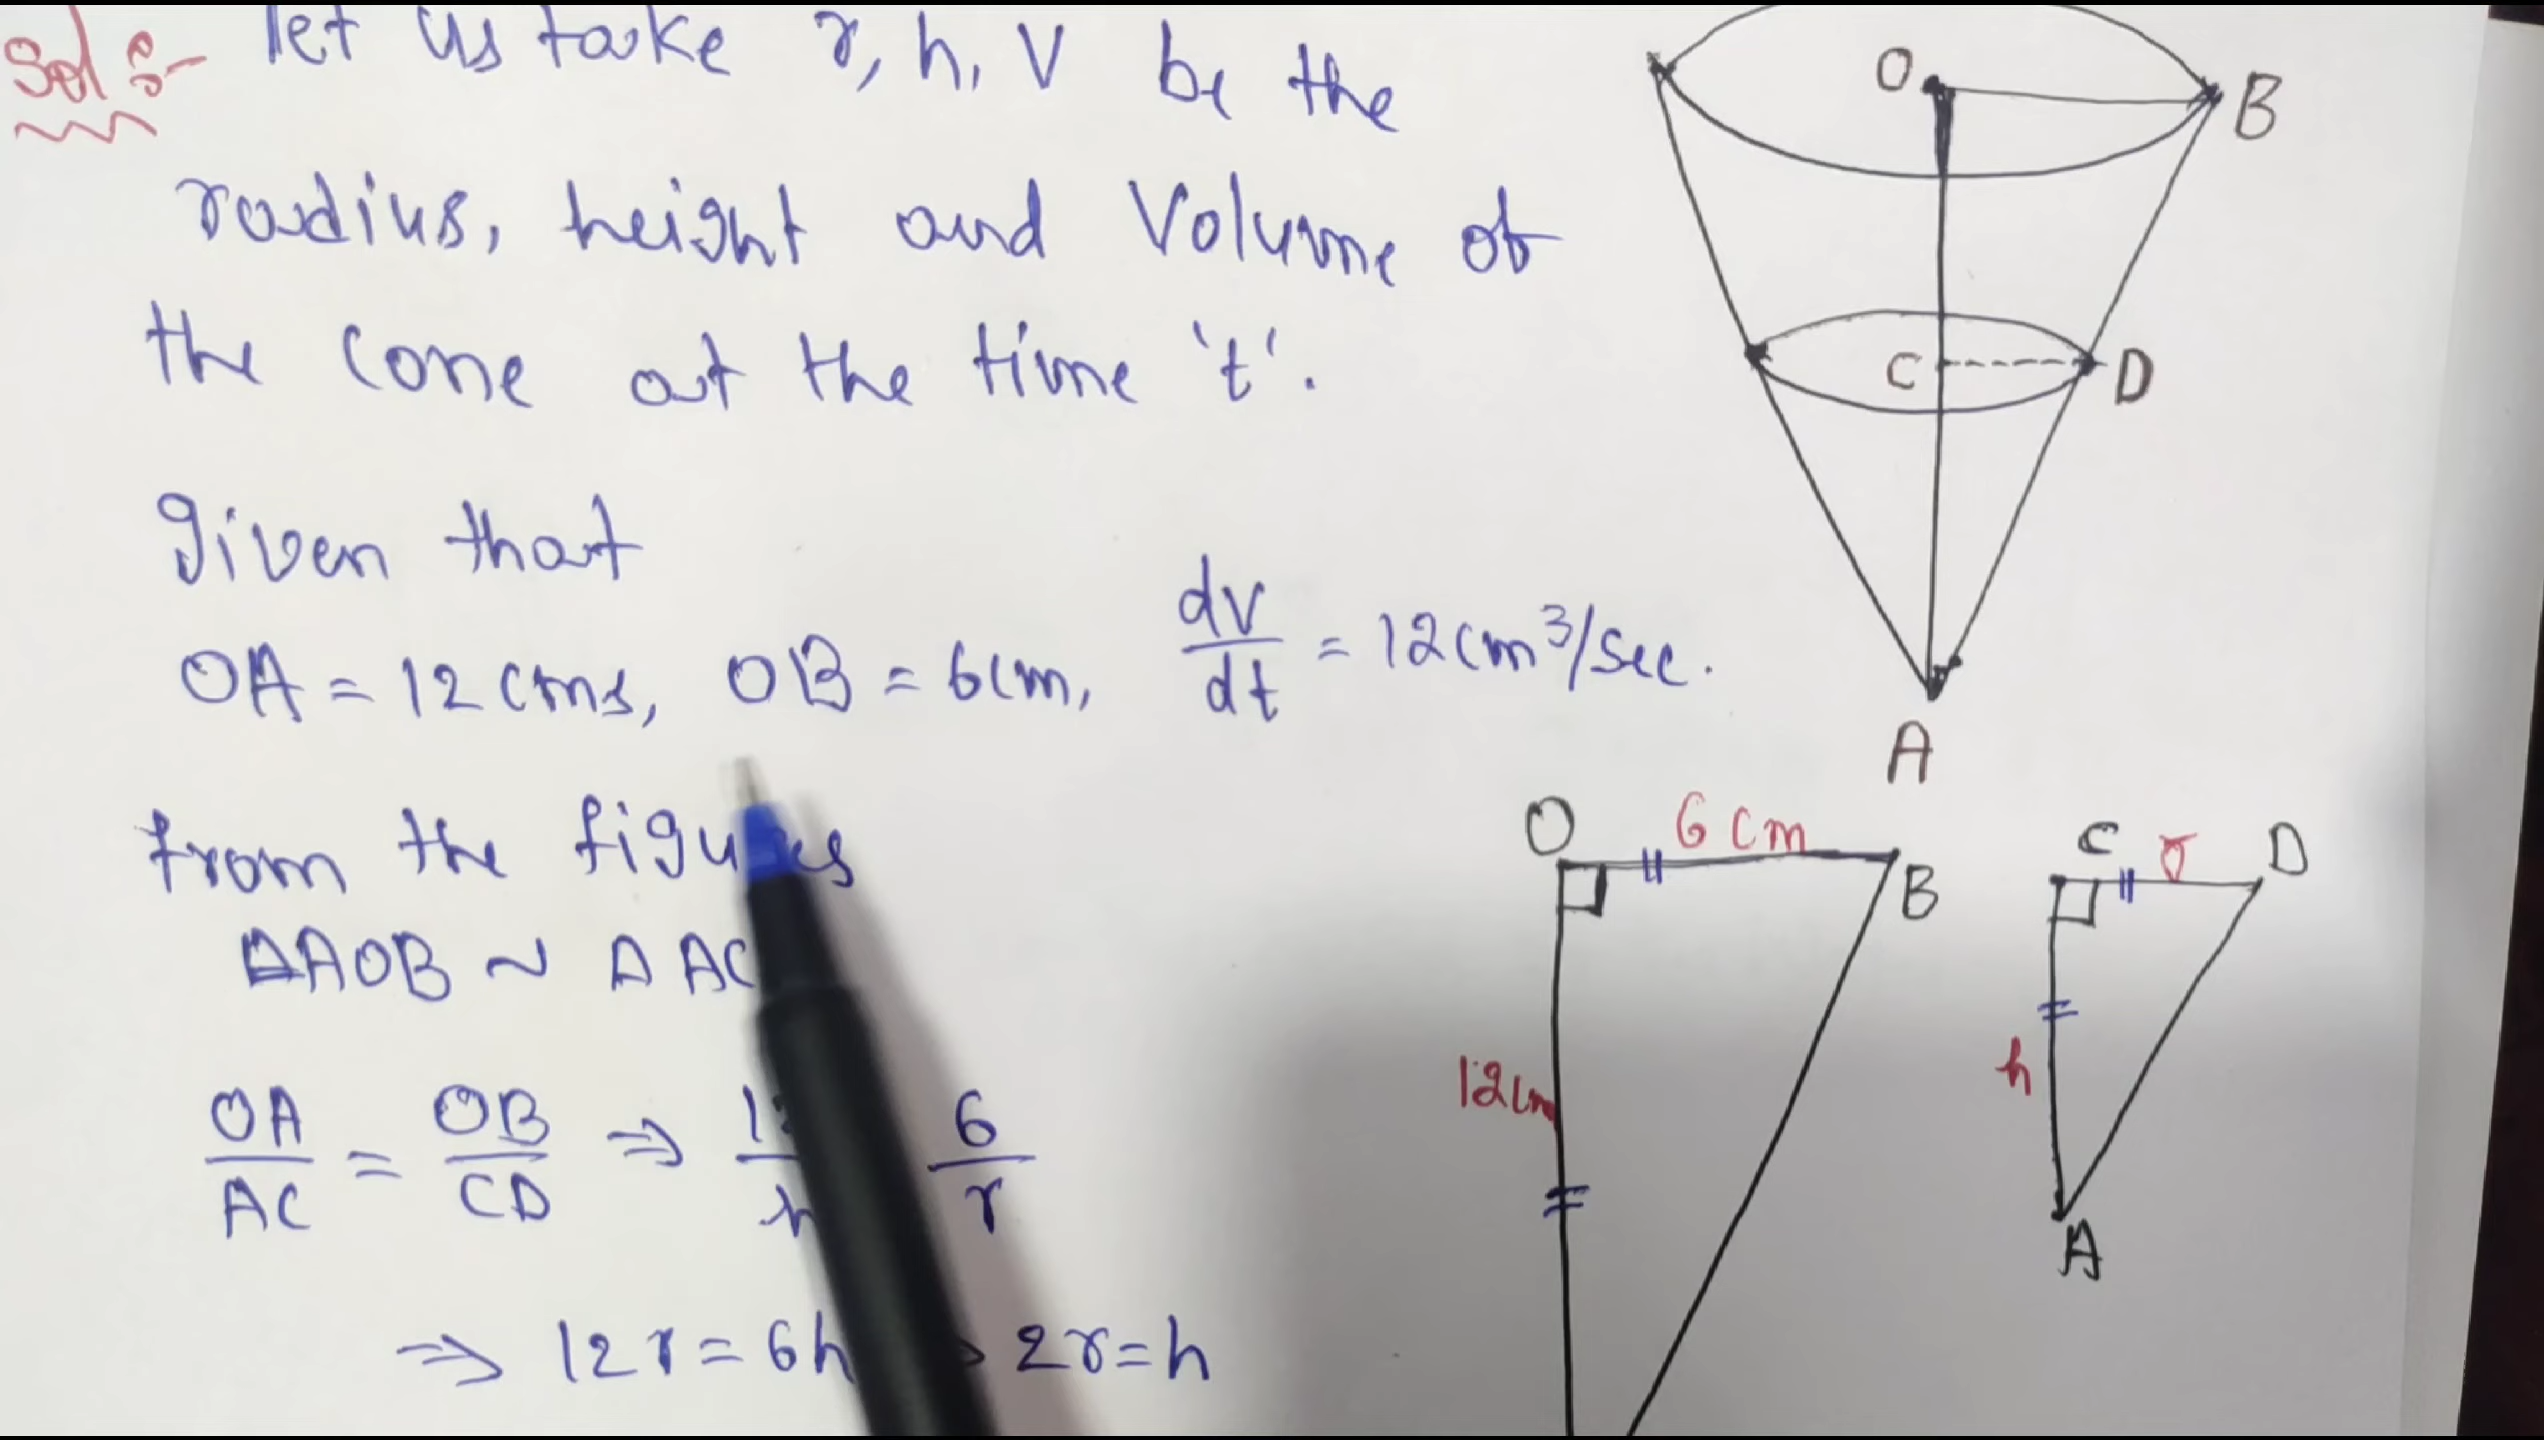 Sol:- let us take r, h, V be the
radius, height and Volume of
the cone at the time 't'.
Given that
OA = 12 cms, OB = 6cm, dv/dt = 12cm³/sec.
from the figures
ΔAOB ~ Δ AC
OA/AC = OB/CD ⇒ 6/r
⇒ 12r = 6h 2r = h
O
B
C
D
A
O
6 cm
B
12cm
C
r
D
h
A